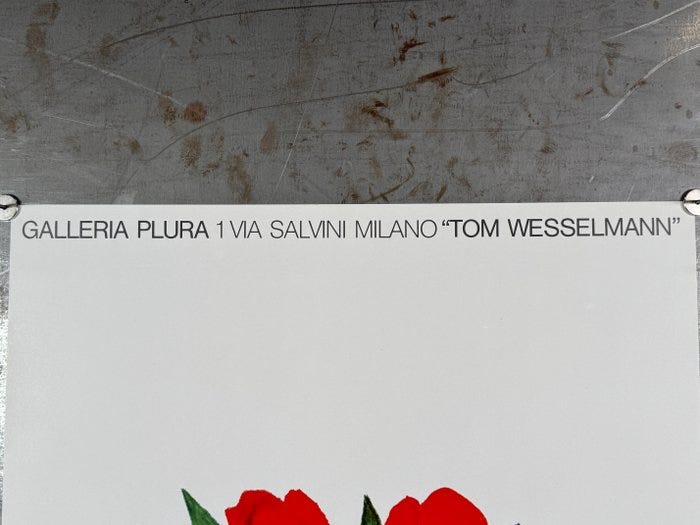 GALLERIA PLURA 1 VIA SALVINI MILANO “TOM WESSELMANN”